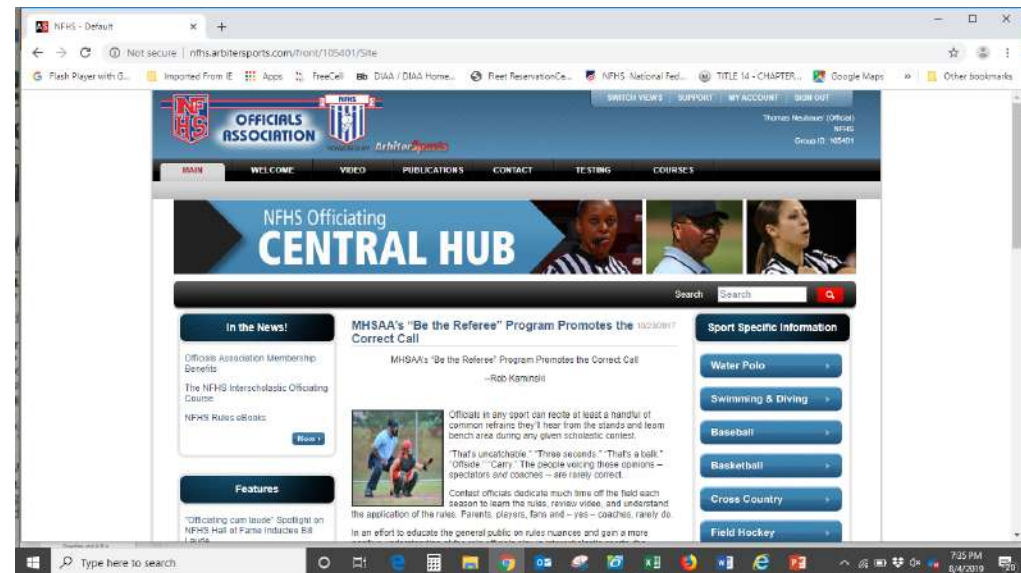 NFHS - Default
Not secure | nfhs.arbitersports.com/front/105401/Site
Flash Player with G...
Imported From IE
Apps
FreeCell
Bb DIAA / DIAA Home...
Fleet ReservationCe...
NFHS National Fed...
TITLE 14 - CHAPTER...
Google Maps
»
Other bookmarks
NF
HS
OFFICIALS
ASSOCIATION
NFHS
ArbiterSports
SWITCH VIEWS
SUPPORT
MY ACCOUNT
SIGN OUT
Thomas Neubauer (Official)
NFHS
Group ID: 105401
MAIN
WELCOME
VIDEO
PUBLICATIONS
CONTACT
TESTING
COURSES
NFHS Officiating
CENTRAL HUB
Search
Search
In the News!
Officials Association Membership
Benefits
The NFHS Interscholastic Officiating
Course
NFHS Rules eBooks
More
Features
"Officiating cum laude" Spotlight on
NFHS Hall of Fame Inductee Bill
Laude
MHSAA's "Be the Referee" Program Promotes the 10/23/2017
Correct Call
MHSAA's "Be the Referee" Program Promotes the Correct Call
--Rob Kaminski
Officials in any sport can recite at least a handful of
common refrains they'll hear from the stands and team
bench area during any given scholastic contest.
"That's uncatchable." "Three seconds." "That's a balk."
"Offside." "Carry." The people voicing those opinions –
spectators and coaches – are rarely correct.
Contest officials dedicate much time off the field each
season to learn the rules, review video, and understand
the application of the rules. Parents, players, fans and – yes – coaches, rarely do.
In an effort to educate the general public on rules nuances and gain a more
Sport Specific Information
Water Polo
Swimming & Diving
Baseball
Basketball
Cross Country
Field Hockey
Type here to search
7:35 PM
8/4/2019